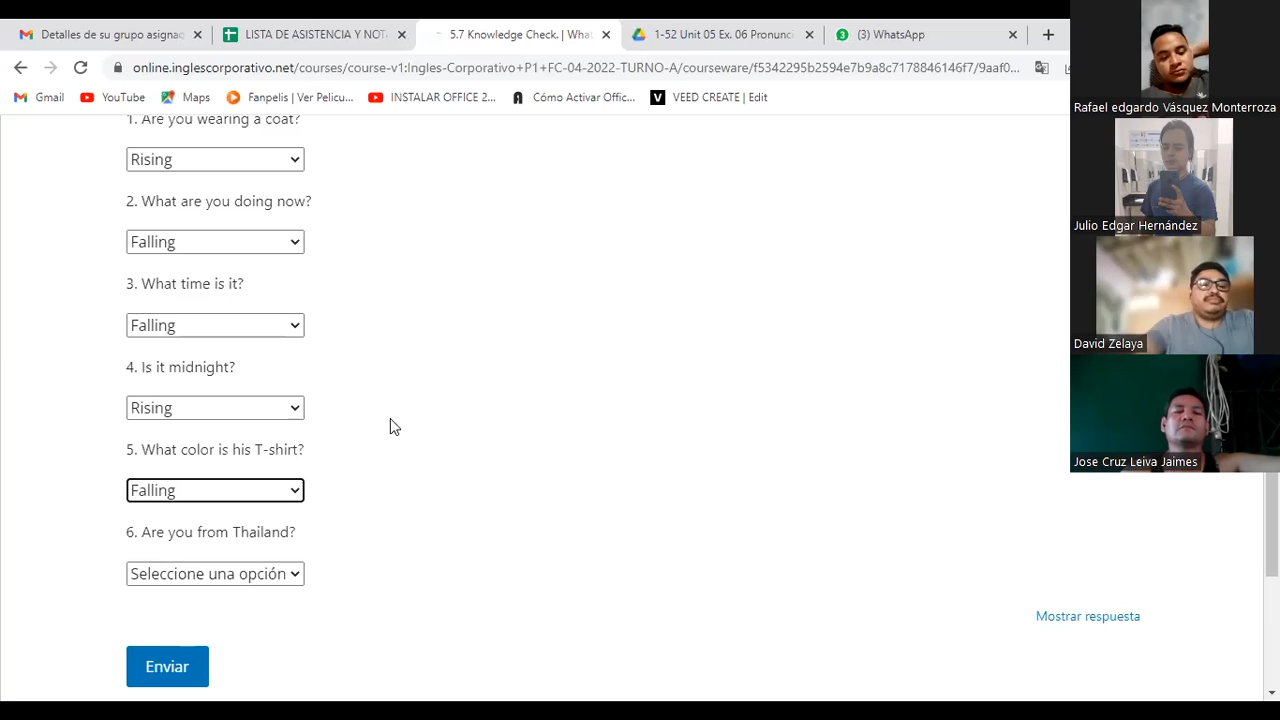 Detalles de su grupo asignac
LISTA DE ASISTENCIA Y NOT
5.7 Knowledge Check. | Wha
1-52 Unit 05 Ex. 06 Pronunc
(3) WhatsApp
online.inglescorporativo.net/courses/course-v1:Ingles-Corporativo+P1+FC-04-2022-TURNO-A/courseware/f5342295b2594e7b9a8c7178846146f7/9aaf0...
Gmail
YouTube
Maps
Fanpelis | Ver Pelicu...
INSTALAR OFFICE 2...
Cómo Activar Offic...
VEED CREATE | Edit
1. Are you wearing a coat?
Rising
2. What are you doing now?
Falling
3. What time is it?
Falling
4. Is it midnight?
Rising
5. What color is his T-shirt?
Falling
6. Are you from Thailand?
Seleccione una opción
Mostrar respuesta
Enviar
Rafael edgardo Vásquez Monterroza
Julio Edgar Hernández
David Zelaya
Jose Cruz Leiva Jaimes